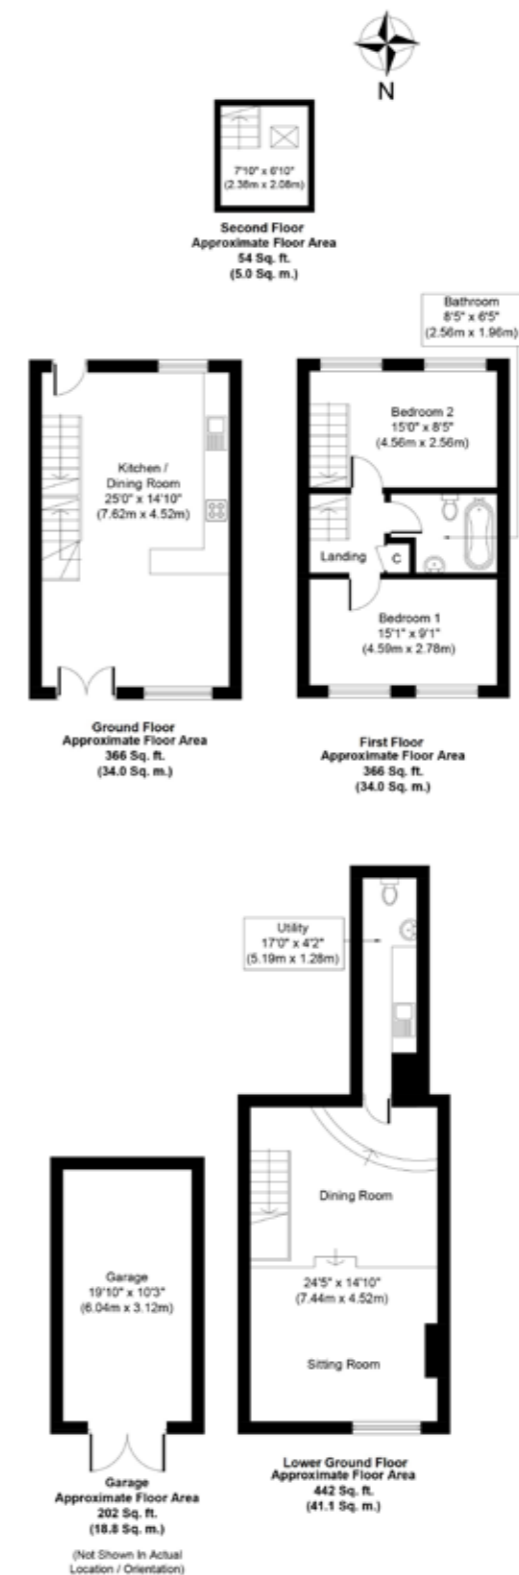 N
7'10" x 6'10"
(2.38m x 2.08m)
Second Floor
Approximate Floor Area
54 Sq. ft.
(5.0 Sq. m.)
Bathroom
8'5" x 6'5"
(2.56m x 1.96m)
Kitchen /
Dining Room
25'0" x 14'10"
(7.62m x 4.52m)
Bedroom 2
15'0" x 8'5"
(4.56m x 2.56m)
Landing
C
Bedroom 1
15'1" x 9'1"
(4.59m x 2.78m)
Ground Floor
Approximate Floor Area
366 Sq. ft.
(34.0 Sq. m.)
First Floor
Approximate Floor Area
366 Sq. ft.
(34.0 Sq. m.)
Utility
17'0" x 4'2"
(5.19m x 1.28m)
Dining Room
24'5" x 14'10"
(7.44m x 4.52m)
Sitting Room
Garage
19'10" x 10'3"
(6.04m x 3.12m)
Lower Ground Floor
Approximate Floor Area
442 Sq. ft.
(41.1 Sq. m.)
Garage
Approximate Floor Area
202 Sq. ft.
(18.8 Sq. m.)
(Not Shown In Actual
Location / Orientation)